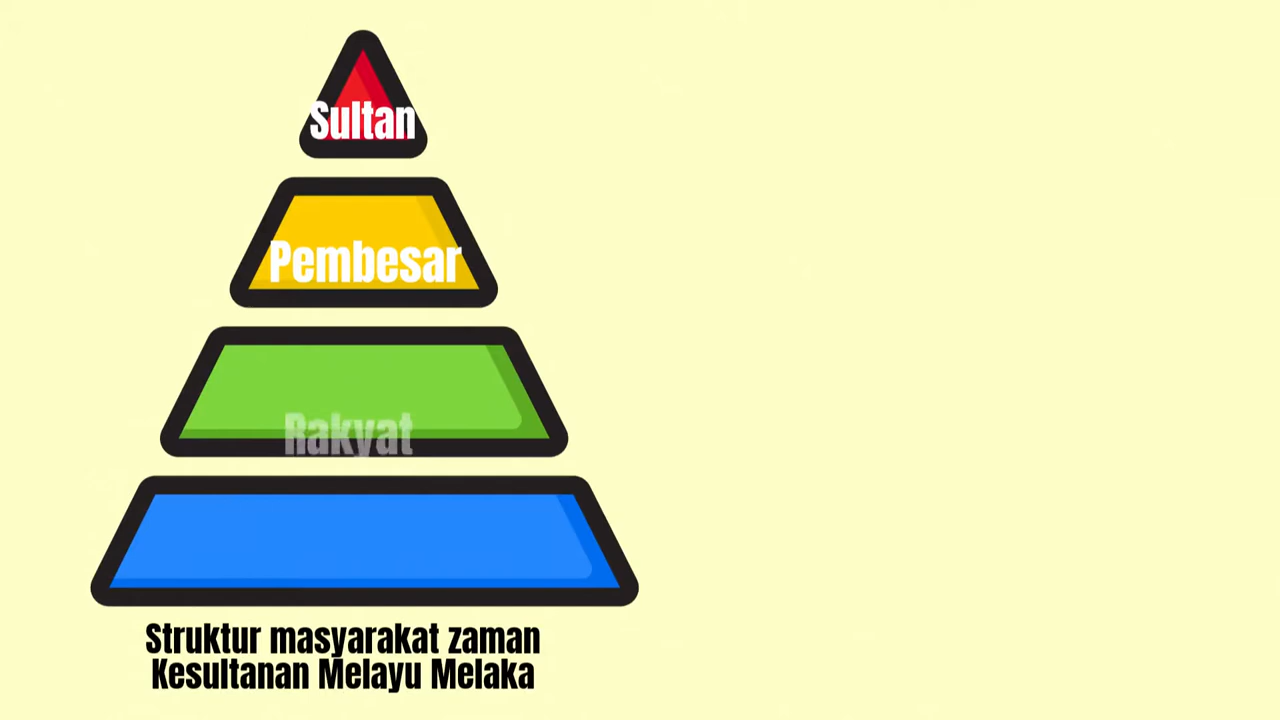 Sultan
Pembesar
Rakyat
Struktur masyarakat zaman
Kesultanan Melayu Melaka